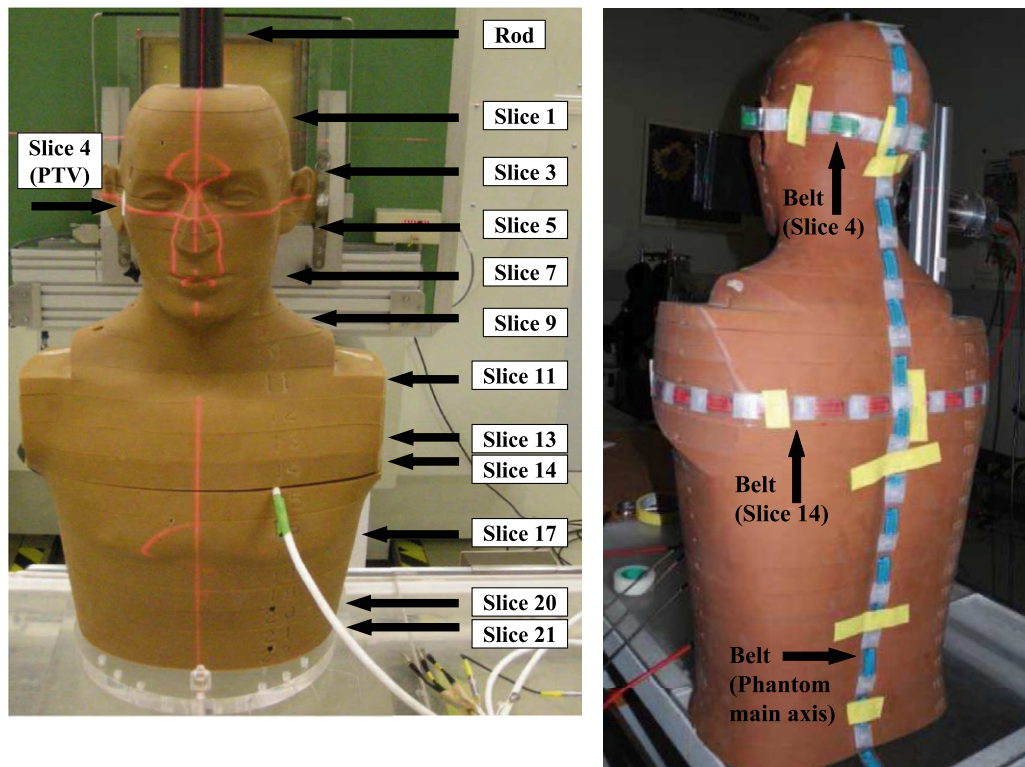 Rod
Slice 1
Slice 4
(PTV)
Slice 3
Slice 5
Slice 7
Slice 9
Slice 11
Slice 13
Slice 14
Slice 17
Slice 20
Slice 21
Belt
(Slice 4)
Belt
(Slice 14)
Belt
(Phantom
main axis)